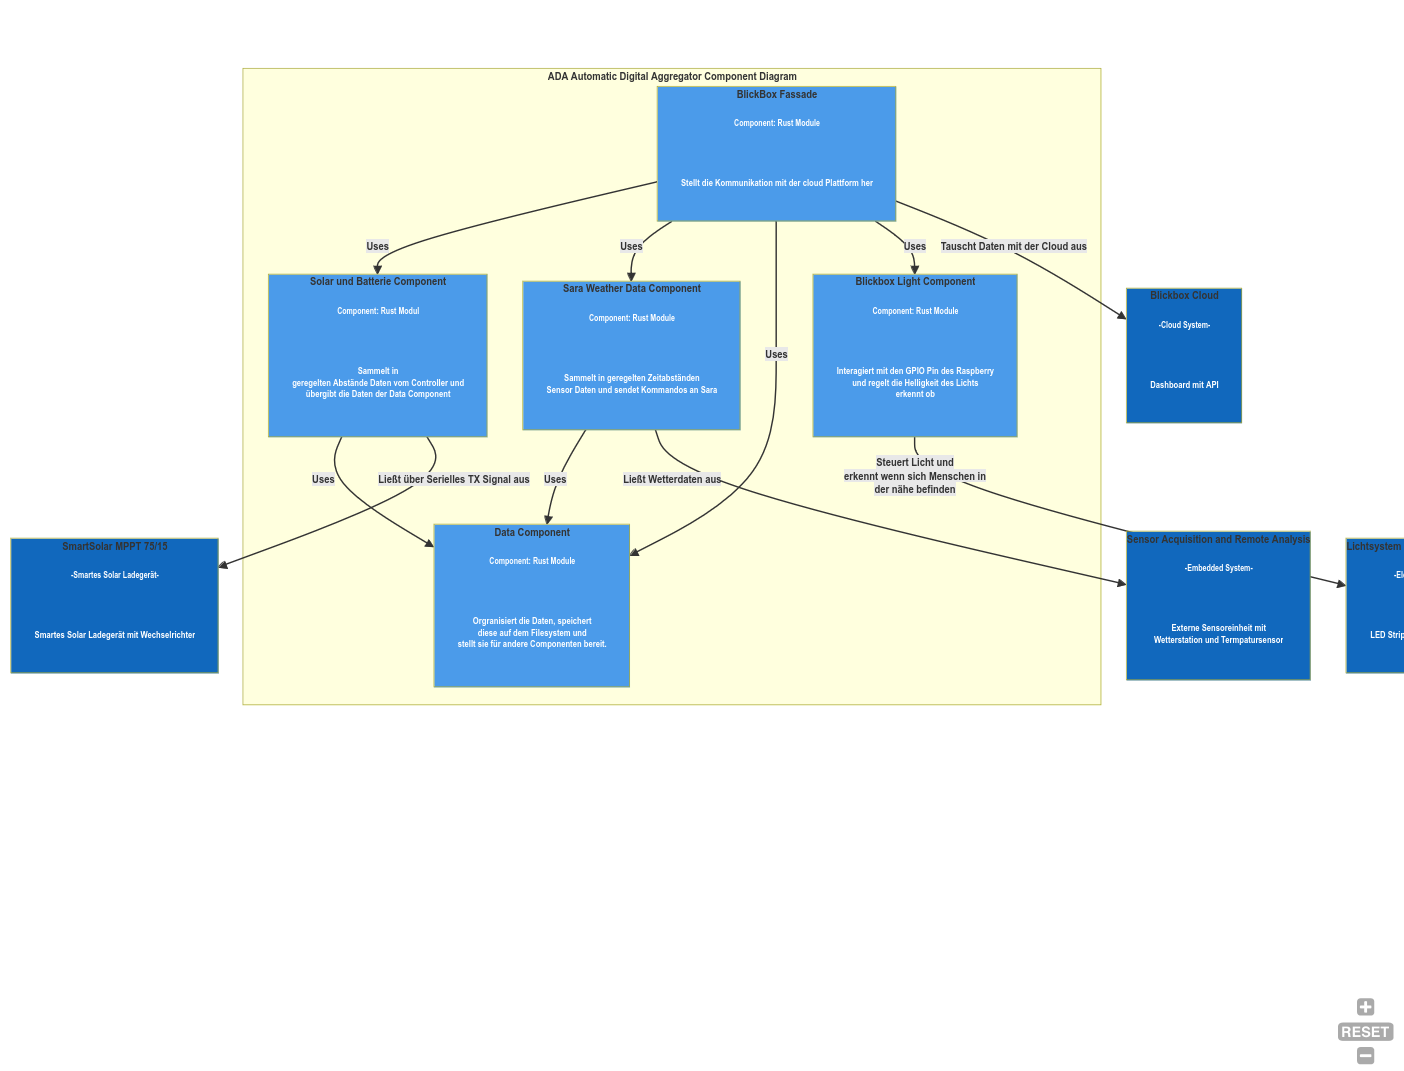 ADA Automatic Digital Aggregator Component Diagram
BlickBox Fassade
Component: Rust Module
Stellt die Kommunikation mit der cloud Plattform her
Uses
Uses
Uses
Tauscht Daten mit der Cloud aus
Solar und Batterie Component
Component: Rust Modul
Sammelt in
geregelten Abstände Daten vom Controller und
übergibt die Daten der Data Component
Sara Weather Data Component
Component: Rust Module
Sammelt in geregelten Zeitabständen
Sensor Daten und sendet Kommandos an Sara
Uses
Blickbox Light Component
Component: Rust Module
Interagiert mit den GPIO Pin des Raspberry
und regelt die Helligkeit des Lichts
erkennt ob
Blickbox Cloud
-Cloud System-
Dashboard mit API
Uses
Ließt über Serielles TX Signal aus
Uses
Ließt Wetterdaten aus
Steuert Licht und
erkennt wenn sich Menschen in
der nähe befinden
SmartSolar MPPT 75/15
-Smartes Solar Ladegerät-
Smartes Solar Ladegerät mit Wechselrichter
Data Component
Component: Rust Module
Orgranisiert die Daten, speichert
diese auf dem Filesystem und
stellt sie für andere Componenten bereit.
Sensor Acquisition and Remote Analysis
-Embedded System-
Externe Sensoreinheit mit
Wetterstation und Termpatursensor
Lichtsystem
LED Strip
RESET